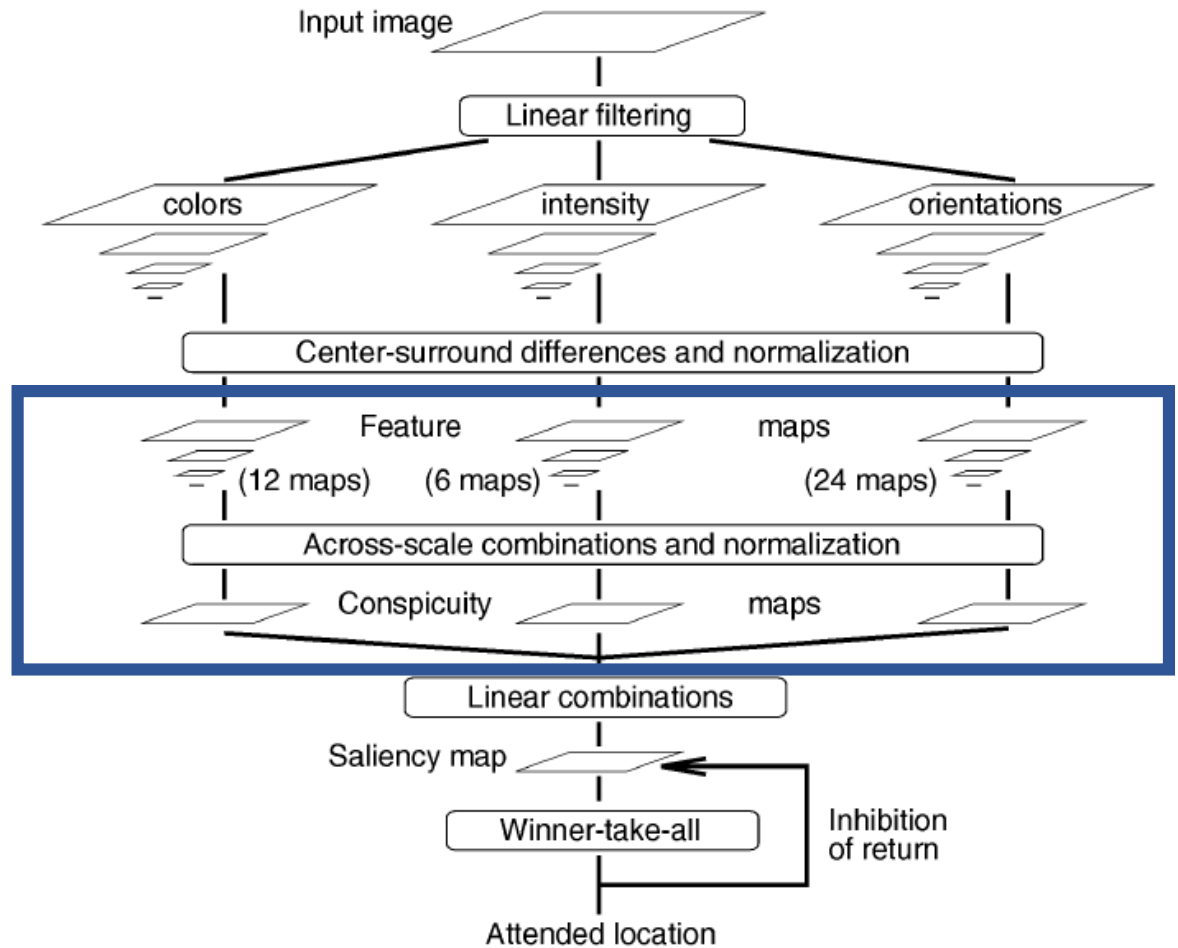 Input image
Linear filtering
colors
intensity
orientations
Center-surround differences and normalization
Feature maps
(12 maps) (6 maps) (24 maps)
Across-scale combinations and normalization
Conspicuity maps
Linear combinations
Saliency map
Winner-take-all
Inhibition
of return
Attended location